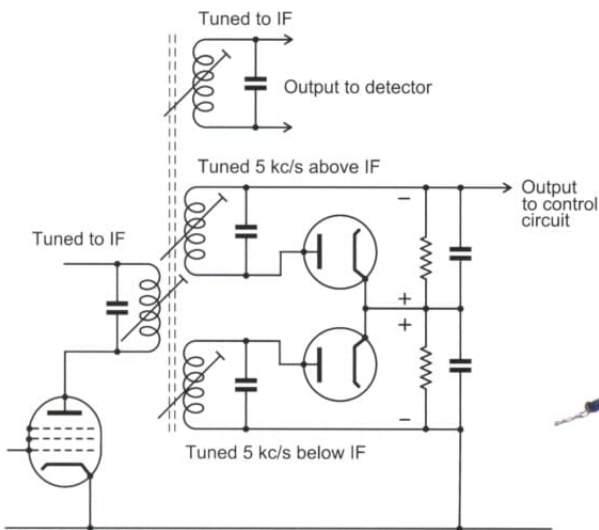 Tuned to IF
Output to detector
Tuned 5 kc/s above IF
−
Output
to control
circuit
Tuned to IF
+
+
−
Tuned 5 kc/s below IF